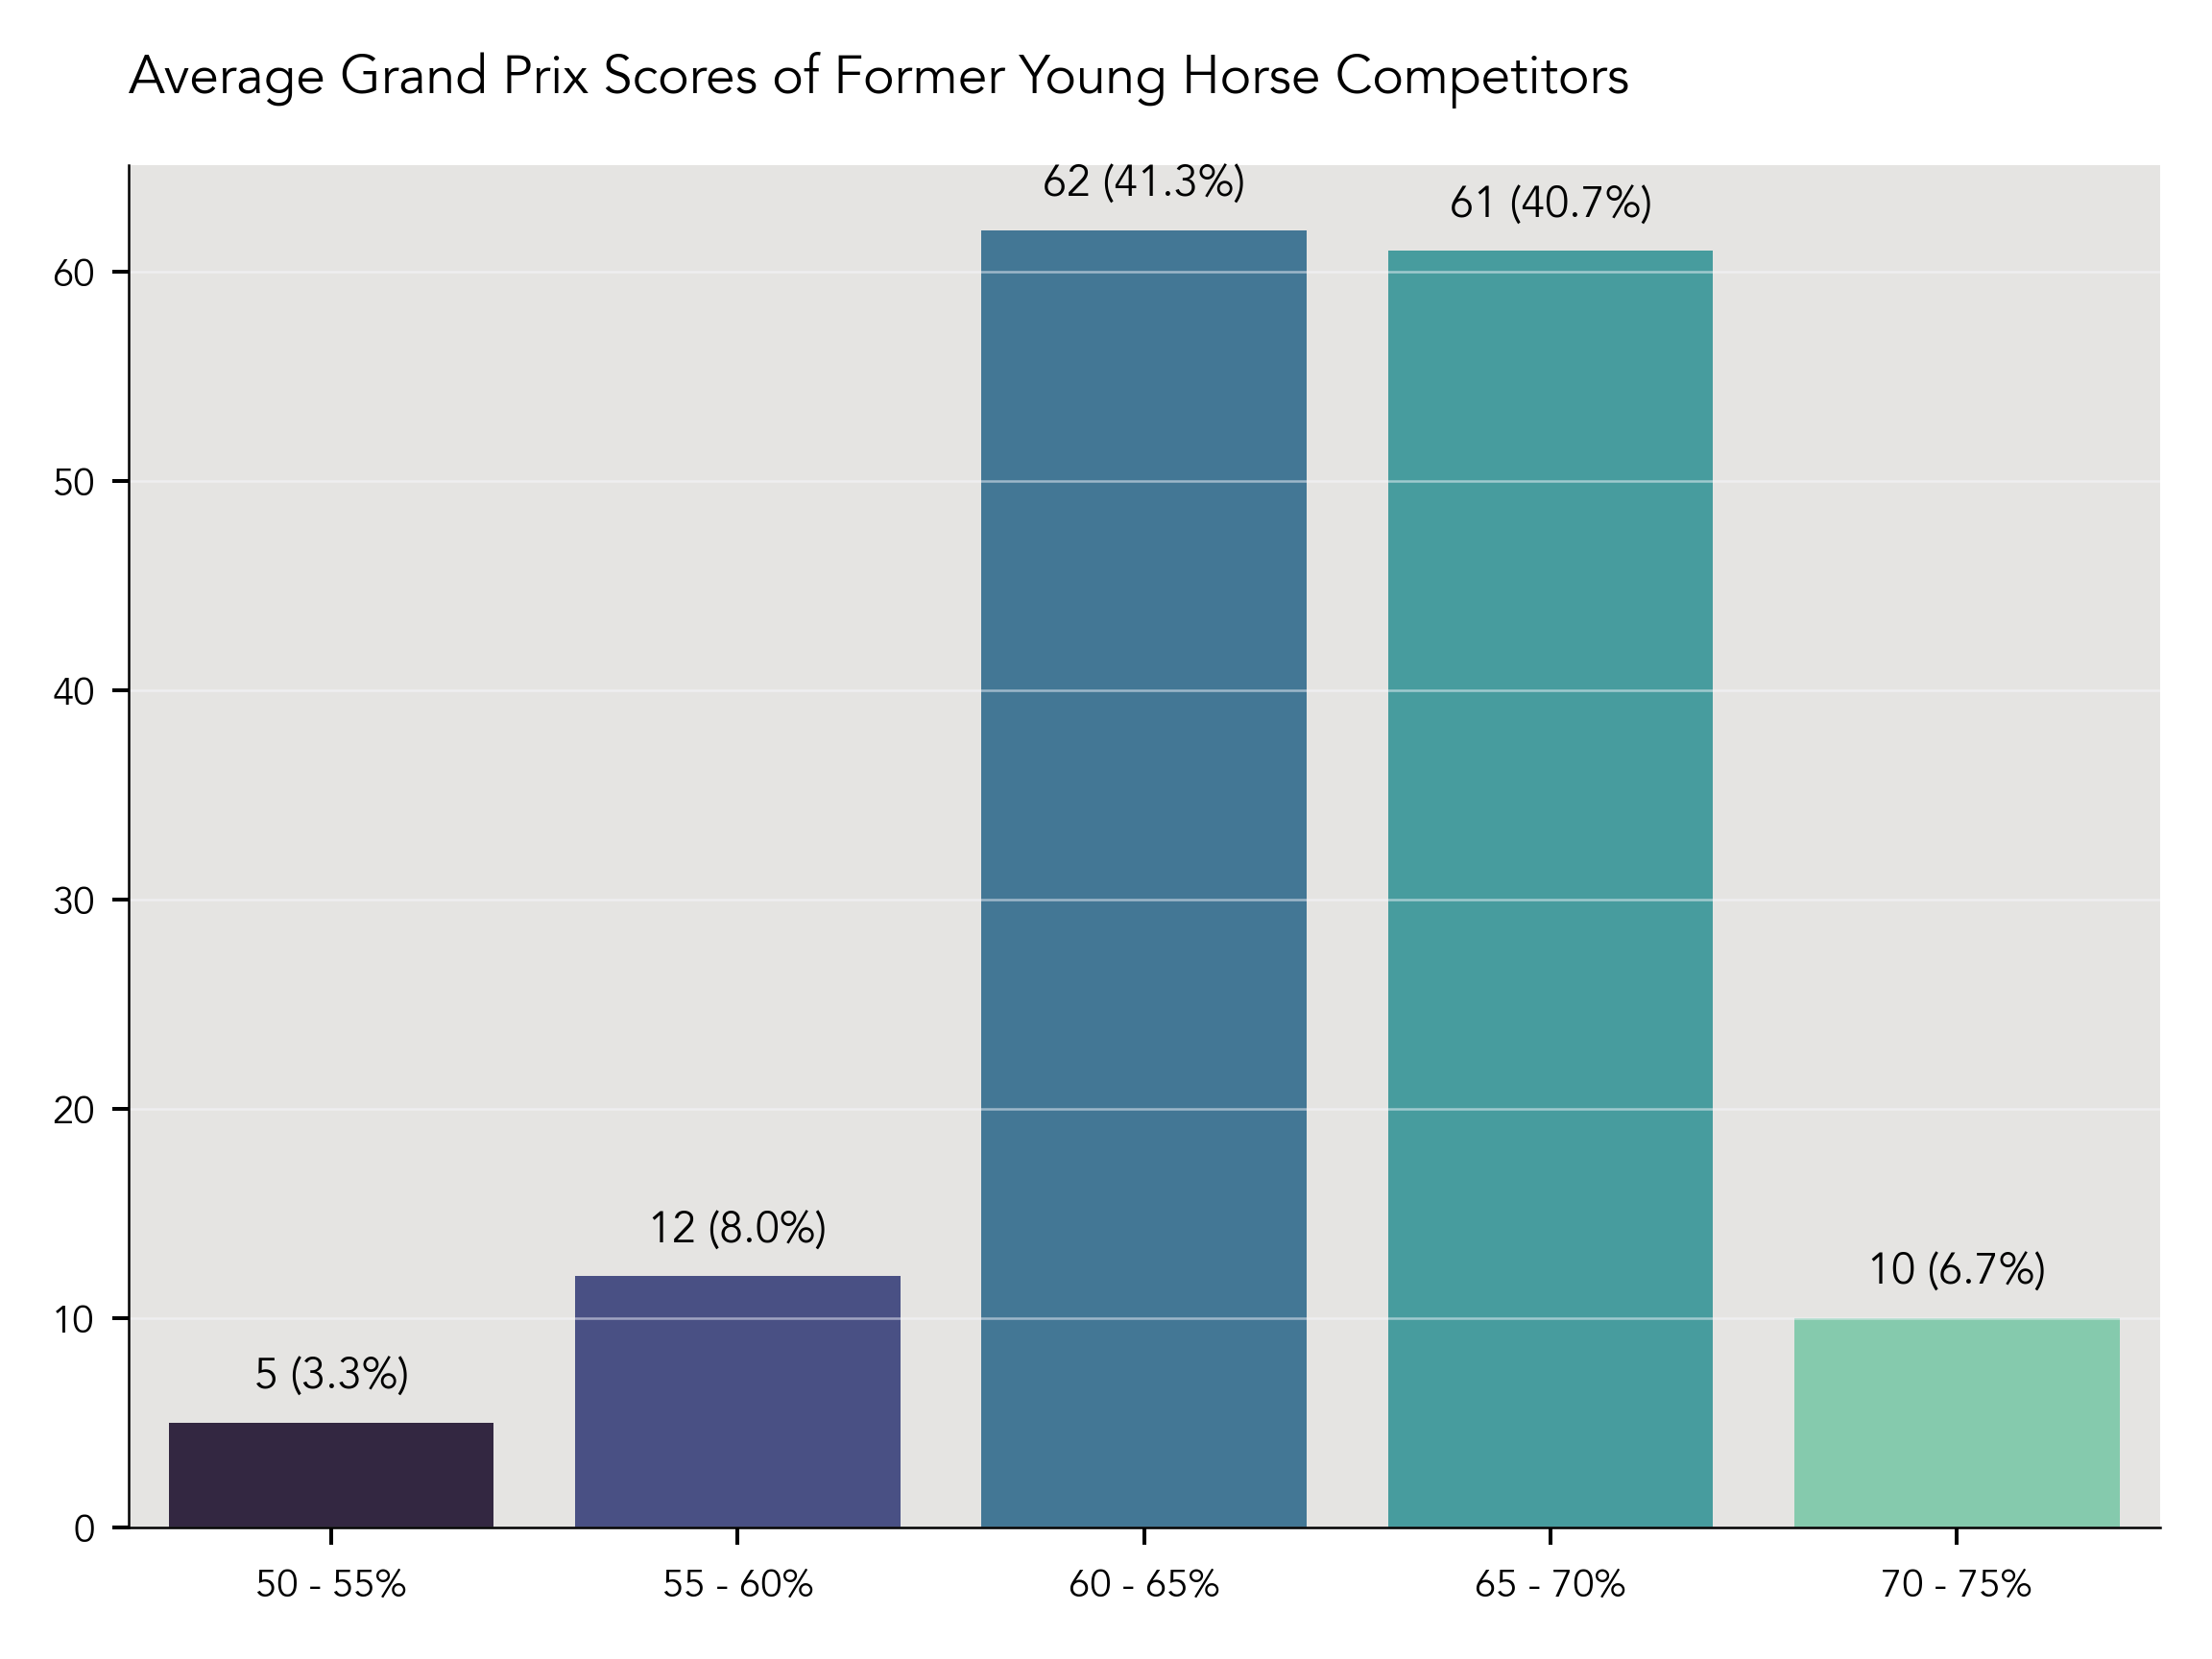 Average Grand Prix Scores of Former Young Horse Competitors
62 (41.3%)
61 (40.7%)
60
50
40
30
20
12 (8.0%)
10 (6.7%)
10
5 (3.3%)
0
50 - 55%
55 - 60%
60 - 65%
65 - 70%
70 - 75%